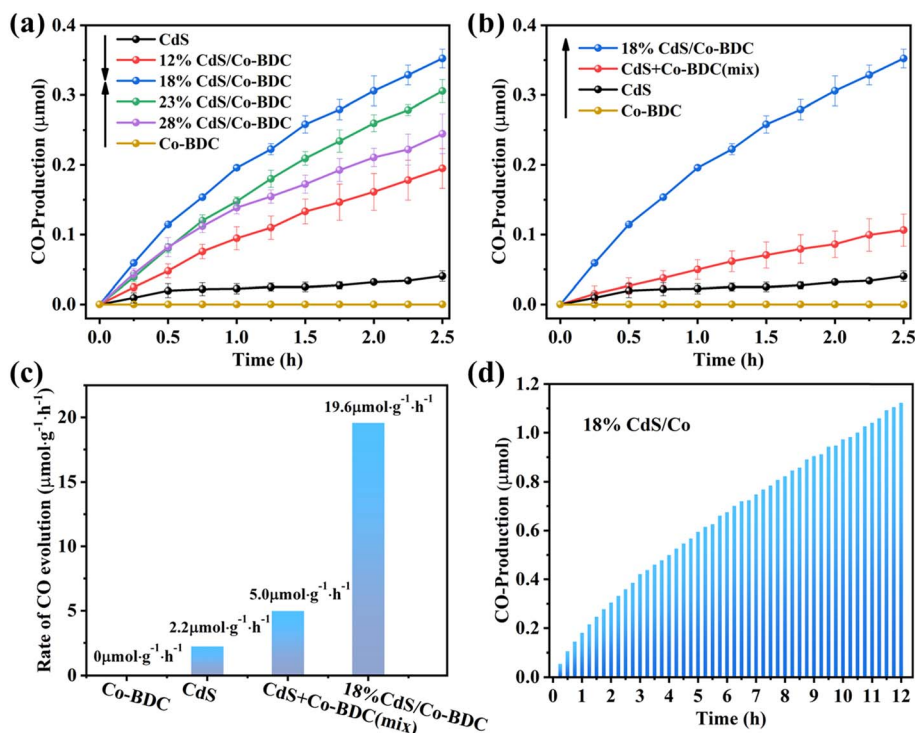 (a)
CdS
12% CdS/Co-BDC
18% CdS/Co-BDC
23% CdS/Co-BDC
28% CdS/Co-BDC
Co-BDC
CO-Production (μmol)
0.4
0.3
0.2
0.1
0.0
0.0 0.5 1.0 1.5 2.0 2.5
Time (h)
(b)
18% CdS/Co-BDC
CdS+Co-BDC(mix)
CdS
Co-BDC
CO-Production (μmol)
0.4
0.3
0.2
0.1
0.0
0.0 0.5 1.0 1.5 2.0 2.5
Time (h)
(c)
Rate of CO evolution (μmol·g⁻¹·h⁻¹)
20
15
10
5
0
0μmol·g⁻¹·h⁻¹
2.2μmol·g⁻¹·h⁻¹
5.0μmol·g⁻¹·h⁻¹
19.6μmol·g⁻¹·h⁻¹
Co-BDC
CdS
CdS+Co-BDC(mix)
18%CdS/Co-BDC
(d)
18% CdS/Co
CO-Production (μmol)
1.2
1.0
0.8
0.6
0.4
0.2
0.0
0 1 2 3 4 5 6 7 8 9 10 11 12
Time (h)